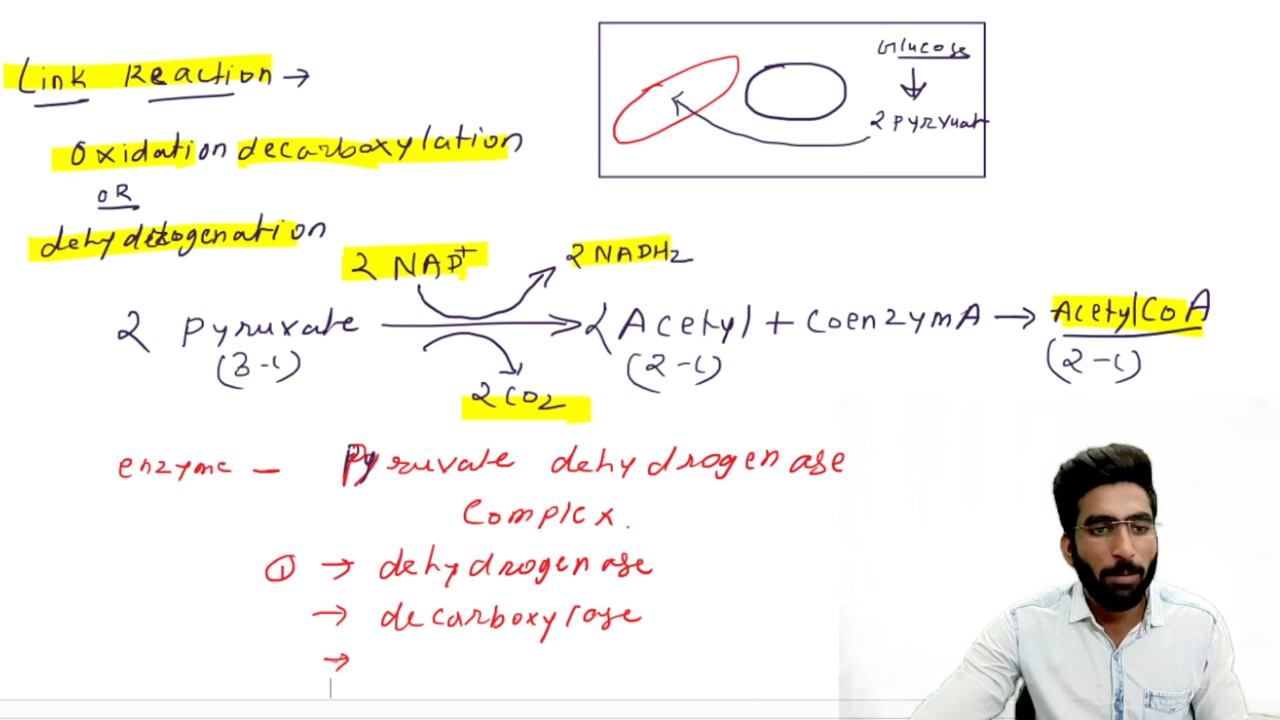 Link Reaction →
Oxidation decarboxylation
OR
dehydrogenation
Glucose
↓
2 Pyruvat
2 NAD+
2 NADH2
2 Pyruvate → 2 Acetyl + CoenzymA → Acetyl CoA
(3-C)
(2-C)
(2-C)
2 CO2
enzyme - Pyruvate dehydrogenase
Complex.
① → dehydrogenase
→ decarboxylase
→